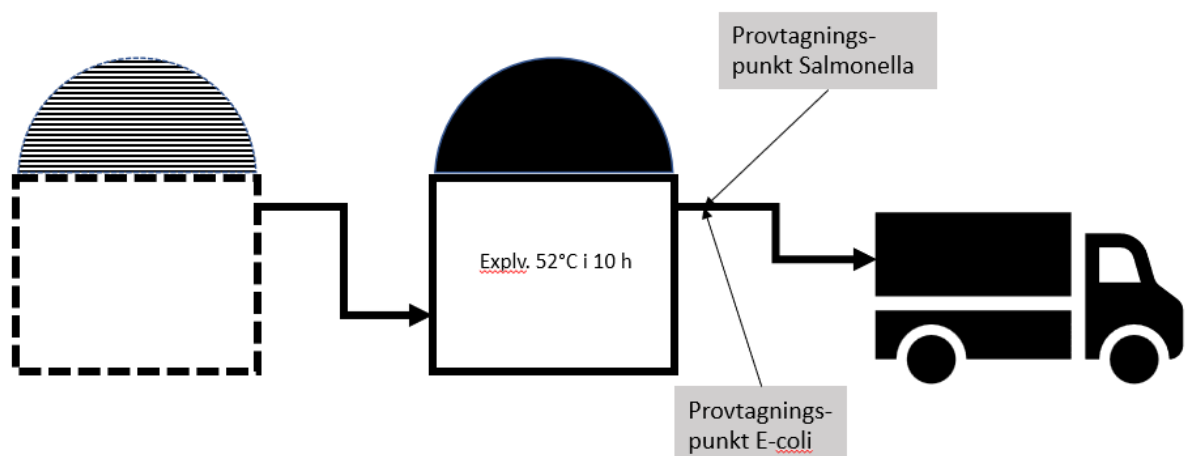 Provtagnings-
punkt Salmonella
Explv. 52°C i 10 h
Provtagnings-
punkt E-coli